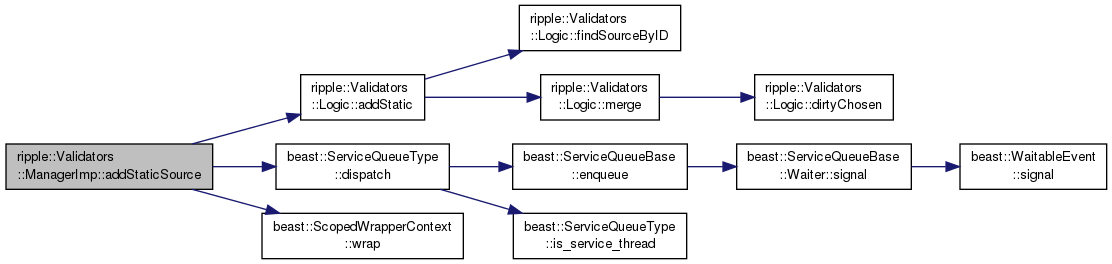 ripple::Validators
::Logic::findSourceByID
ripple::Validators
::Logic::addStatic
ripple::Validators
::Logic::merge
ripple::Validators
::Logic::dirtyChosen
ripple::Validators
::ManagerImp::addStaticSource
beast::ServiceQueueType
::dispatch
beast::ServiceQueueBase
::enqueue
beast::ServiceQueueBase
::Waiter::signal
beast::WaitableEvent
::signal
beast::ScopedWrapperContext
::wrap
beast::ServiceQueueType
::is_service_thread